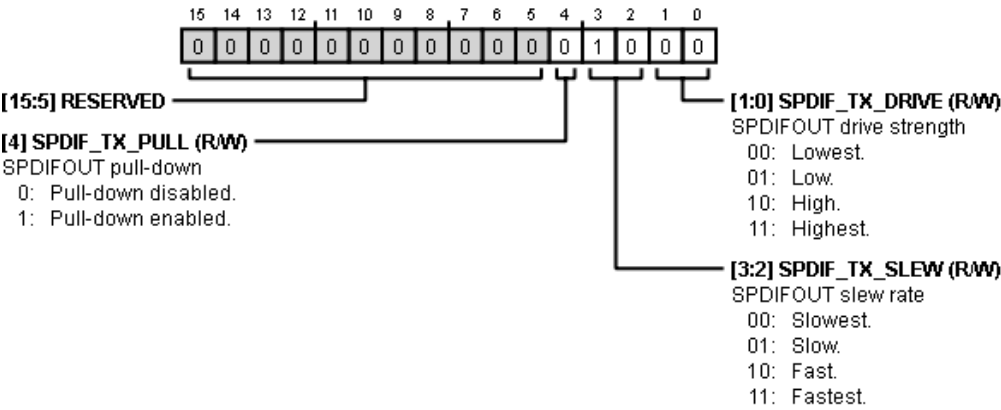 15 14 13 12 11 10 9 8 7 6 5 4 3 2 1 0
0 0 0 0 0 0 0 0 0 0 0 0 1 0 0 0
[15:5] RESERVED
[4] SPDIF_TX_PULL (R/W)
SPDIFOUT pull-down
0: Pull-down disabled.
1: Pull-down enabled.
[1:0] SPDIF_TX_DRIVE (R/W)
SPDIFOUT drive strength
00: Lowest.
01: Low.
10: High.
11: Highest.
[3:2] SPDIF_TX_SLEW (R/W)
SPDIFOUT slew rate
00: Slowest.
01: Slow.
10: Fast.
11: Fastest.